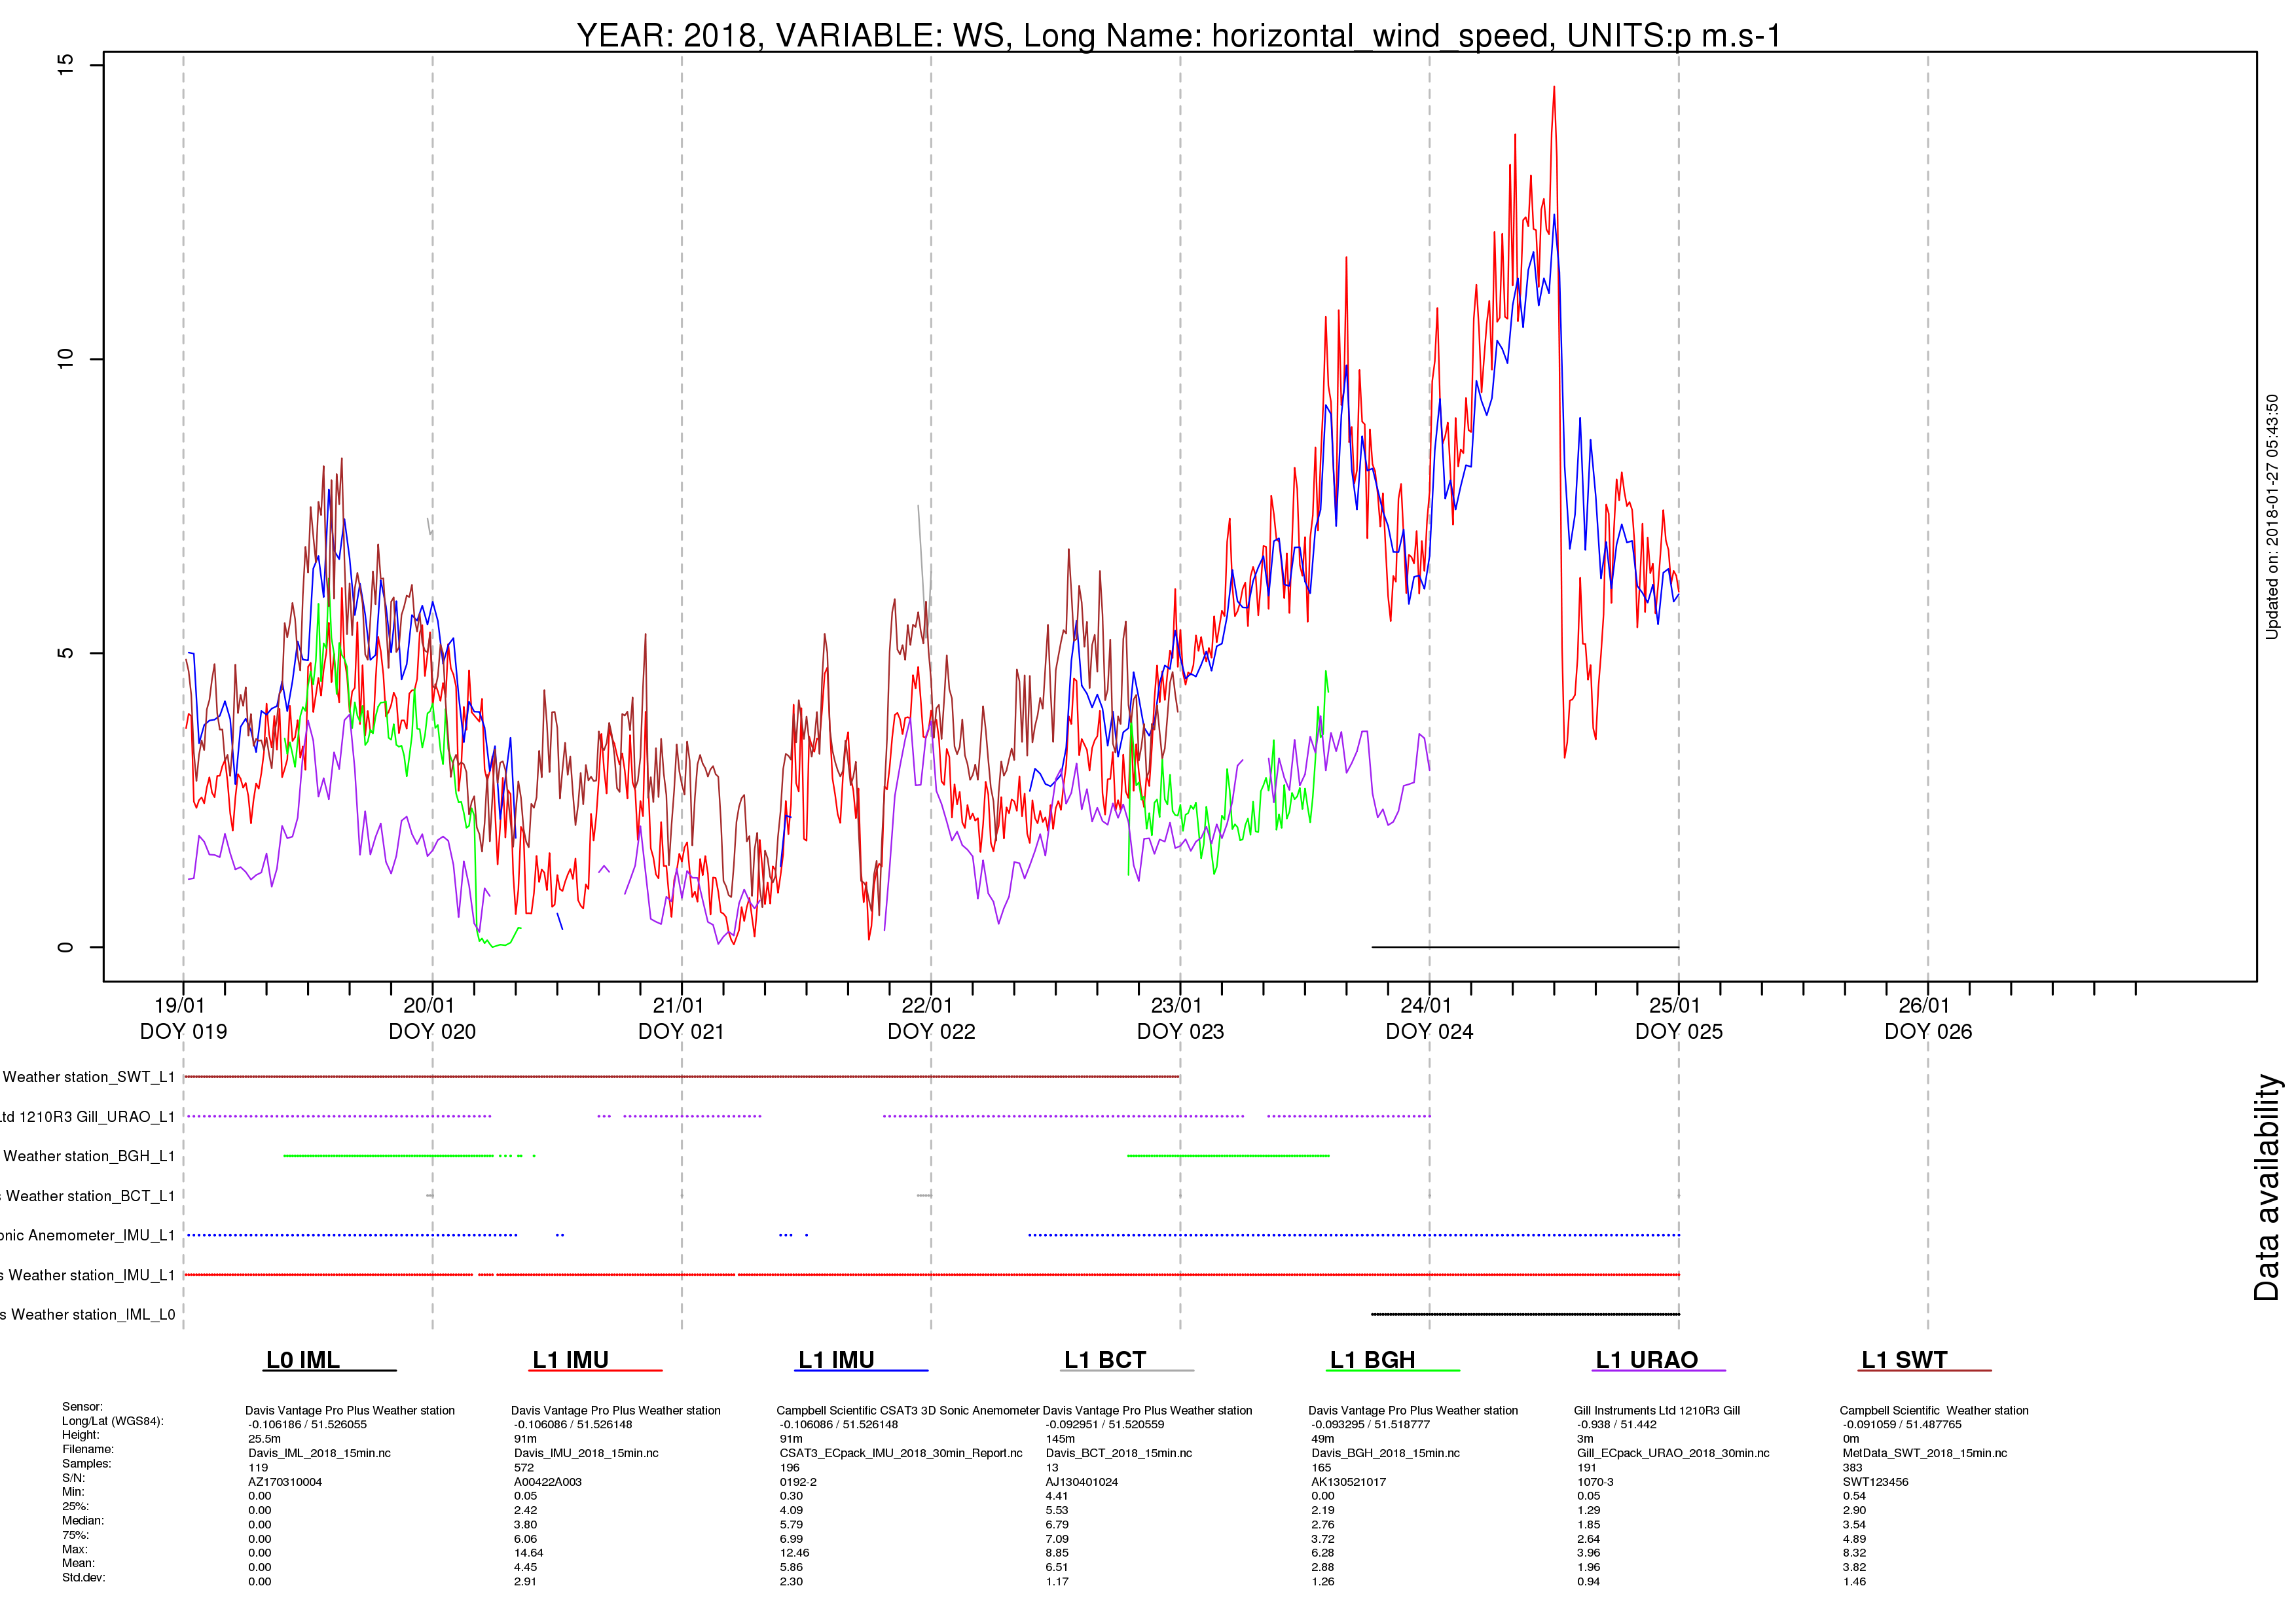 YEAR: 2018, VARIABLE: WS, Long Name: horizontal_wind_speed, UNITS:p m.s-1
15
10
5
0
Updated on: 2018-01-27 05:43:50
19/01 20/01 21/01 22/01 23/01 24/01 25/01 26/01
DOY 019 DOY 020 DOY 021 DOY 022 DOY 023 DOY 024 DOY 025 DOY 026
Weather station_SWT_L1
Ltd 1210R3 Gill_URAO_L1
Weather station_BGH_L1
s Weather station_BCT_L1
onic Anemometer_IMU_L1
s Weather station_IMU_L1
s Weather station_IML_L0
Data availability
L0 IML L1 IMU L1 IMU L1 BCT L1 BGH L1 URAO L1 SWT
Sensor: Davis Vantage Pro Plus Weather station Davis Vantage Pro Plus Weather station Campbell Scientific CSAT3 3D Sonic Anemometer Davis Vantage Pro Plus Weather station Davis Vantage Pro Plus Weather station Gill Instruments Ltd 1210R3 Gill Campbell Scientific Weather station
Long/Lat (WGS84): -0.106186 / 51.526055 -0.106086 / 51.526148 -0.106086 / 51.526148 -0.092951 / 51.520559 -0.093295 / 51.518777 -0.938 / 51.442 -0.091059 / 51.487765
Height: 25.5m 91m 91m 145m 49m 3m 0m
Filename: Davis_IML_2018_15min.nc Davis_IMU_2018_15min.nc CSAT3_ECpack_IMU_2018_30min_Report.nc Davis_BCT_2018_15min.nc Davis_BGH_2018_15min.nc Gill_ECpack_URAO_2018_30min.nc MetData_SWT_2018_15min.nc
Samples: 119 572 196 13 165 191 383
S/N: AZ170310004 A00422A003 0192-2 AJ130401024 AK130521017 1070-3 SWT123456
Min: 0.00 0.05 0.30 4.41 0.00 0.05 0.54
25%: 0.00 2.42 4.09 5.53 2.19 1.29 2.90
Median: 0.00 3.80 5.79 6.79 2.76 1.85 3.54
75%: 0.00 6.06 6.99 7.09 3.72 2.64 4.89
Max: 0.00 14.64 12.46 8.85 6.28 3.96 8.32
Mean: 0.00 4.45 5.86 6.51 2.88 1.96 3.82
Std.dev: 0.00 2.91 2.30 1.17 1.26 0.94 1.46